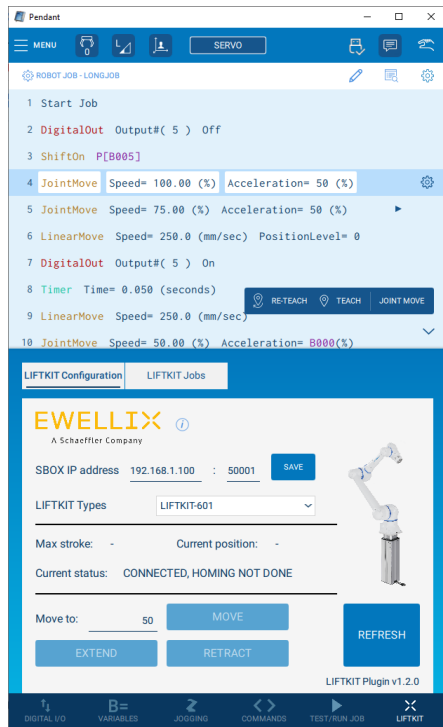 Pendant
MENU 0 SERVO
ROBOT JOB - LONGJOB
1 Start Job
2 DigitalOut Output#( 5 ) Off
3 ShiftOn P[B005]
4 JointMove Speed= 100.00 (%) Acceleration= 50 (%)
5 JointMove Speed= 75.00 (%) Acceleration= 50 (%)
6 LinearMove Speed= 250.0 (mm/sec) PositionLevel= 0
7 DigitalOut Output#( 5 ) On
8 Timer Time= 0.050 (seconds)
RE-TEACH TEACH JOINT MOVE
9 LinearMove Speed= 250.0 (mm/sec)
10 JointMove Speed= 50.00 (%) Acceleration= B000(%)
LIFTKIT Configuration LIFTKIT Jobs
EWELLIX i
A Schaeffler Company
SBOX IP address 192.168.1.100 : 50001 SAVE
LIFTKIT Types LIFTKIT-601
Max stroke: - Current position: -
Current status: CONNECTED, HOMING NOT DONE
Move to: 50 MOVE
EXTEND RETRACT REFRESH
LIFTKIT Plugin v1.2.0
B=
DIGITAL I/O VARIABLES JOGGING COMMANDS TEST/RUN JOB LIFTKIT